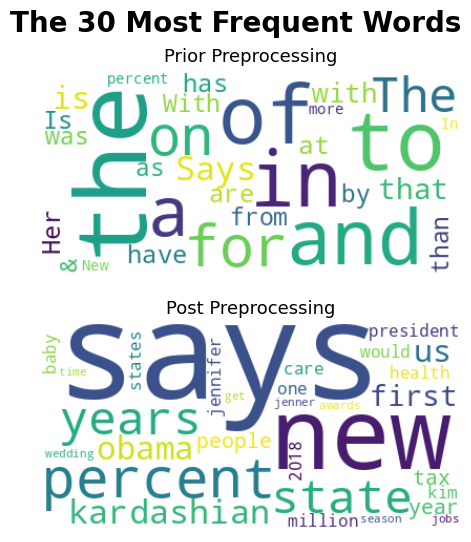 The 30 Most Frequent Words
Prior Preprocessing
percent
is
has
with
The
Is
With
more
In
was
the
on
of
to
as
Says
at
are
in
by
that
Her
a
from
and
than
have
for
&
New
Post Preprocessing
baby
states
says
president
would
us
jennifer
care
health
time
one
first
get
jenner
awards
years
new
obama
people
wedding
2018
percent
state
tax
kim
kardashian
year
million
season
jobs